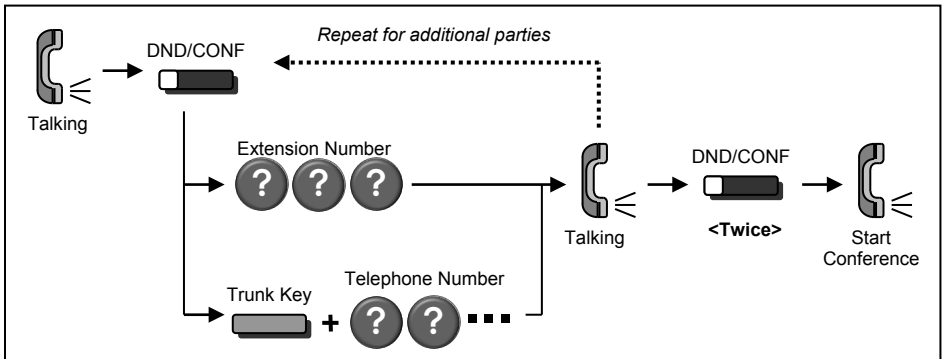 Repeat for additional parties
DND/CONF
Talking
Extension Number
? ? ?
Talking
DND/CONF
<Twice>
Start
Conference
Trunk Key
+
Telephone Number
? ?